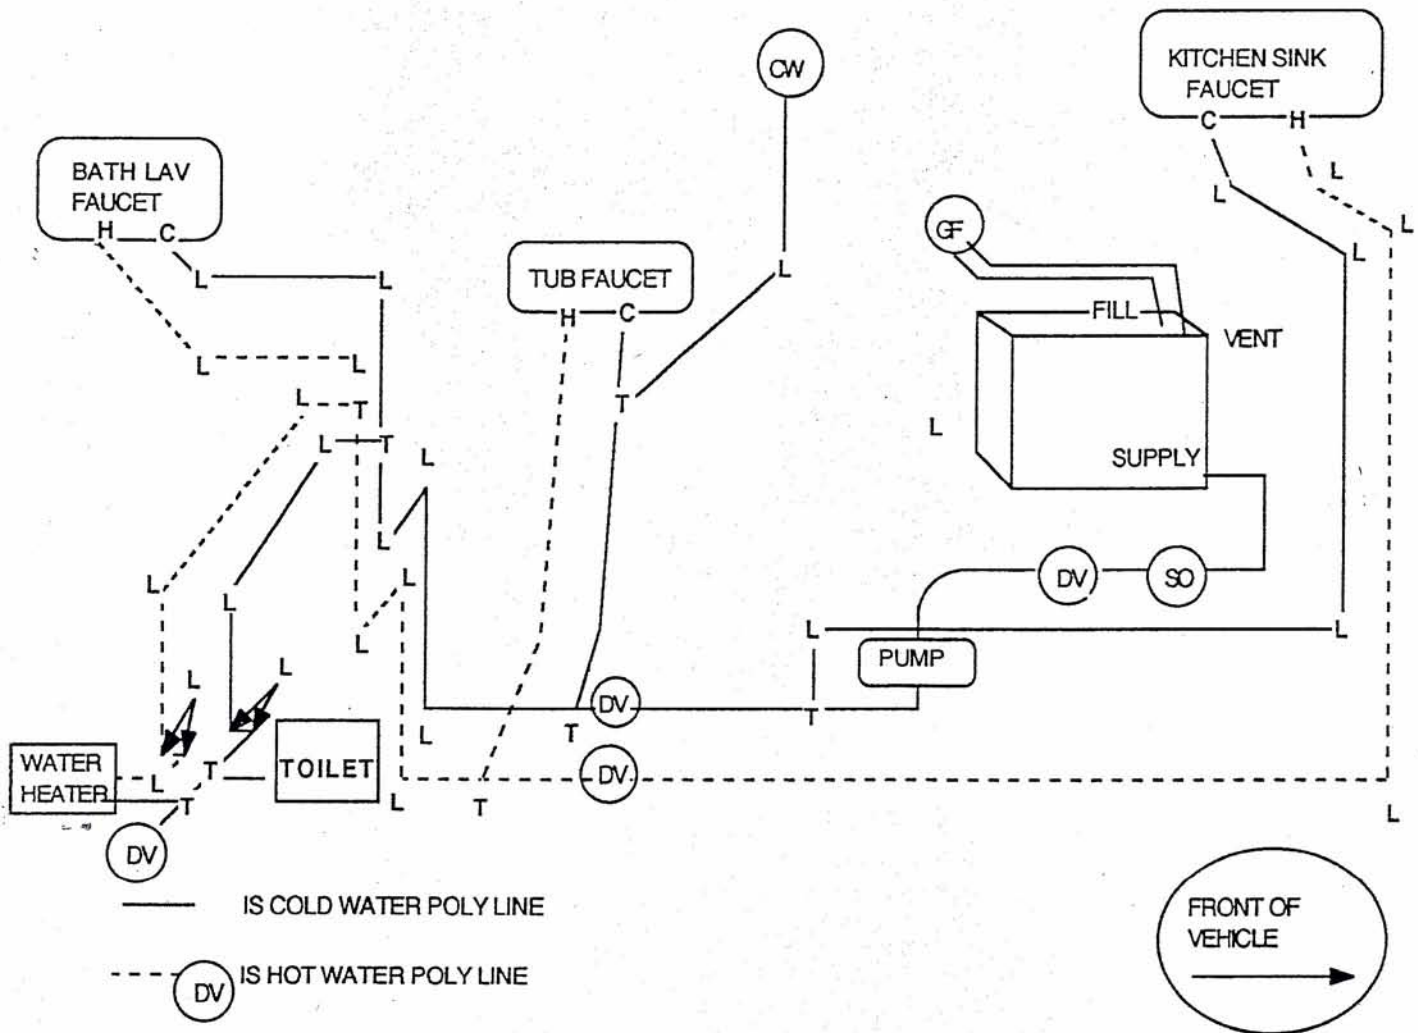 CW
KITCHEN SINK
FAUCET
C
H
BATH LAV
FAUCET
H
C
L
L
L
L
GF
L
L
L
TUB FAUCET
H
C
FILL
VENT
L
L
L
T
T
L
T
L
L
SUPPLY
L
L
L
L
DV
SO
L
L
L
L
PUMP
L
L
DV
T
L
T
WATER
HEATER
L
T
TOILET
DV
T
L
T
L
DV
IS COLD WATER POLY LINE
IS HOT WATER POLY LINE
DV
FRONT OF
VEHICLE